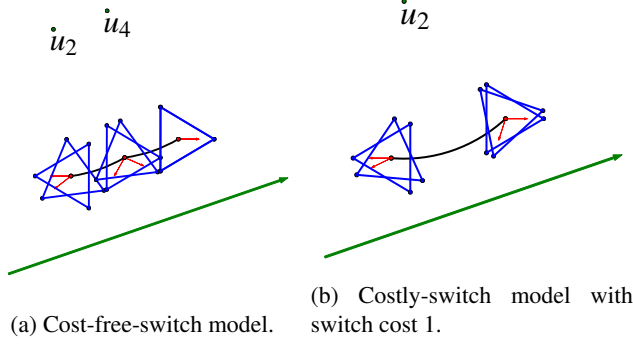 u̇₂ u̇₄
u̇₂
(a) Cost-free-switch model.
(b) Costly-switch model with
switch cost 1.